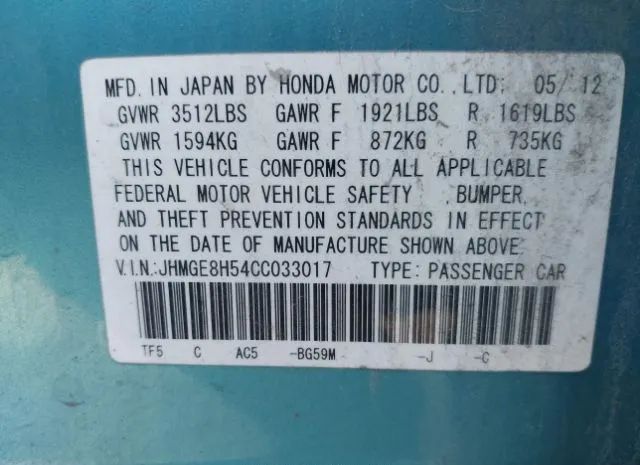 MFD. IN JAPAN BY HONDA MOTOR CO., LTD. 05/12
GVWR 3512LBS GAWR F 1921LBS R 1619LBS
GVWR 1594KG GAWR F 872KG R 735KG
THIS VEHICLE CONFORMS TO ALL APPLICABLE
FEDERAL MOTOR VEHICLE SAFETY , BUMPER,
AND THEFT PREVENTION STANDARDS IN EFFECT
ON THE DATE OF MANUFACTURE SHOWN ABOVE.
V.I.N.: JHMGE8H54CC033017 TYPE: PASSENGER CAR
TF5 C AC5 -BG59M -J -C